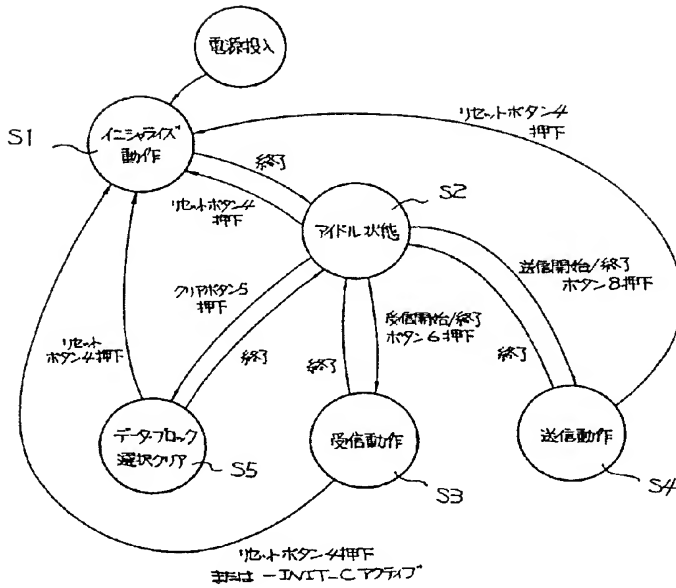 電源投入
S1
イニシャライズ
動作
終了
リセットボタン4
押下
リセットボタン4
押下
S2
アイドル状態
クリアボタン5
押下
送信開始/終了
ボタン8押下
受信開始/終了
ボタン6押下
リセット
ボタン4押下
終了
終了
終了
データブロック
選択クリア
S5
受信動作
S3
送信動作
S4
リセットボタン4押下
または -INIT_C アクティブ